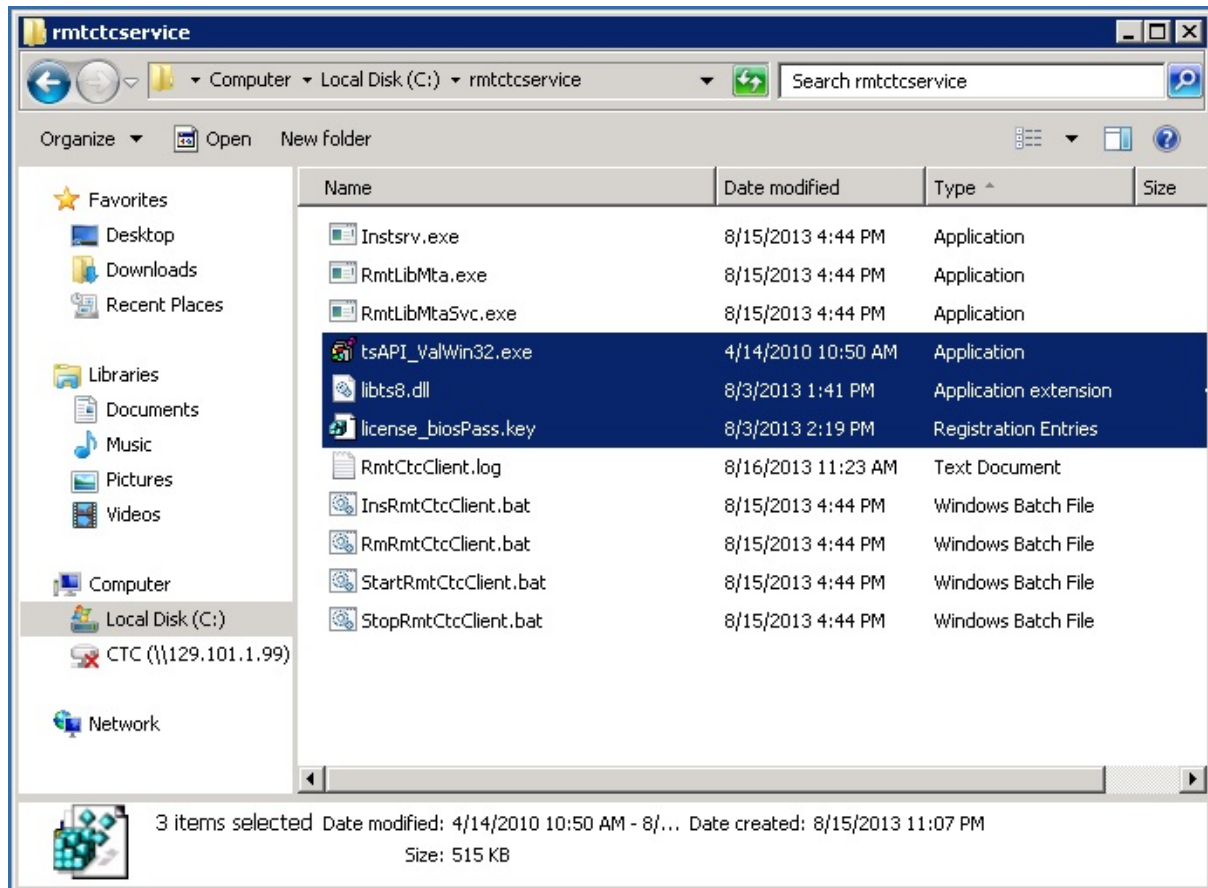 rmtctcservice
Computer Local Disk (C:) rmtctcservice Search rmtctcservice
Organize Open New folder
Favorites
Desktop
Downloads
Recent Places
Libraries
Documents
Music
Pictures
Videos
Computer
Local Disk (C:)
CTC (\\129.101.1.99)
Network
Name Date modified Type Size
Instsrv.exe 8/15/2013 4:44 PM Application
RmtLibMta.exe 8/15/2013 4:44 PM Application
RmtLibMtaSvc.exe 8/15/2013 4:44 PM Application
tsAPI_ValWin32.exe 4/14/2010 10:50 AM Application
libts8.dll 8/3/2013 1:41 PM Application extension
license_biosPass.key 8/3/2013 2:19 PM Registration Entries
RmtCtcClient.log 8/16/2013 11:23 AM Text Document
InsRmtCtcClient.bat 8/15/2013 4:44 PM Windows Batch File
RmRmtCtcClient.bat 8/15/2013 4:44 PM Windows Batch File
StartRmtCtcClient.bat 8/15/2013 4:44 PM Windows Batch File
StopRmtCtcClient.bat 8/15/2013 4:44 PM Windows Batch File
3 items selected Date modified: 4/14/2010 10:50 AM - 8/... Date created: 8/15/2013 11:07 PM
Size: 515 KB